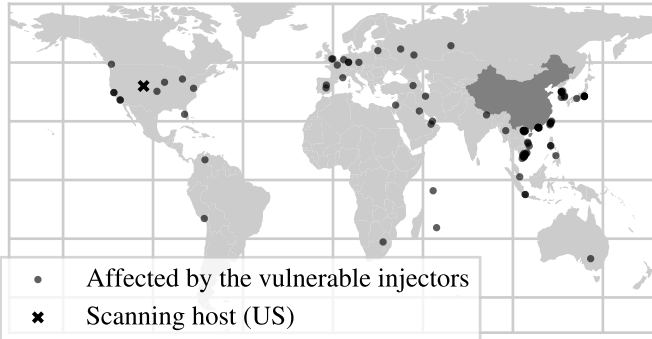 Affected by the vulnerable injectors
Scanning host (US)